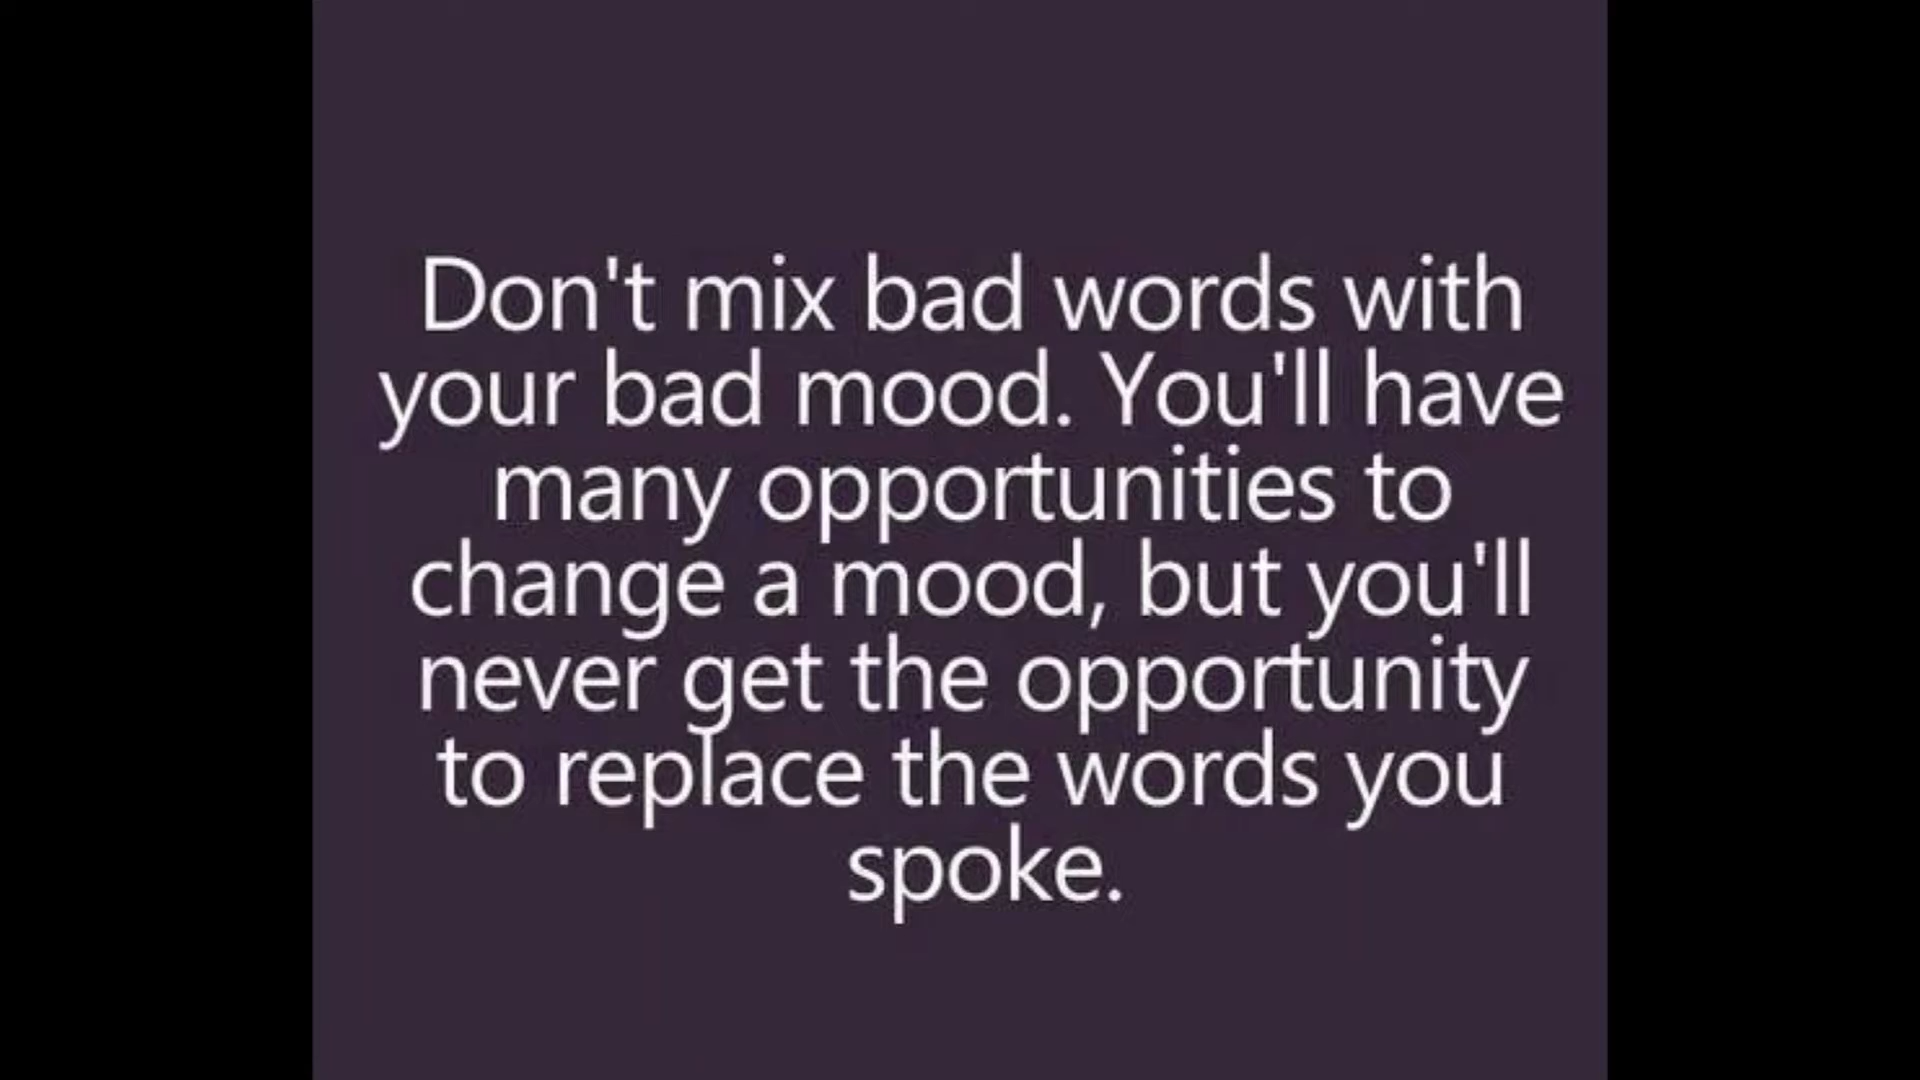 Don't mix bad words with
your bad mood. You'll have
many opportunities to
change a mood, but you'll
never get the opportunity
to replace the words you
spoke.